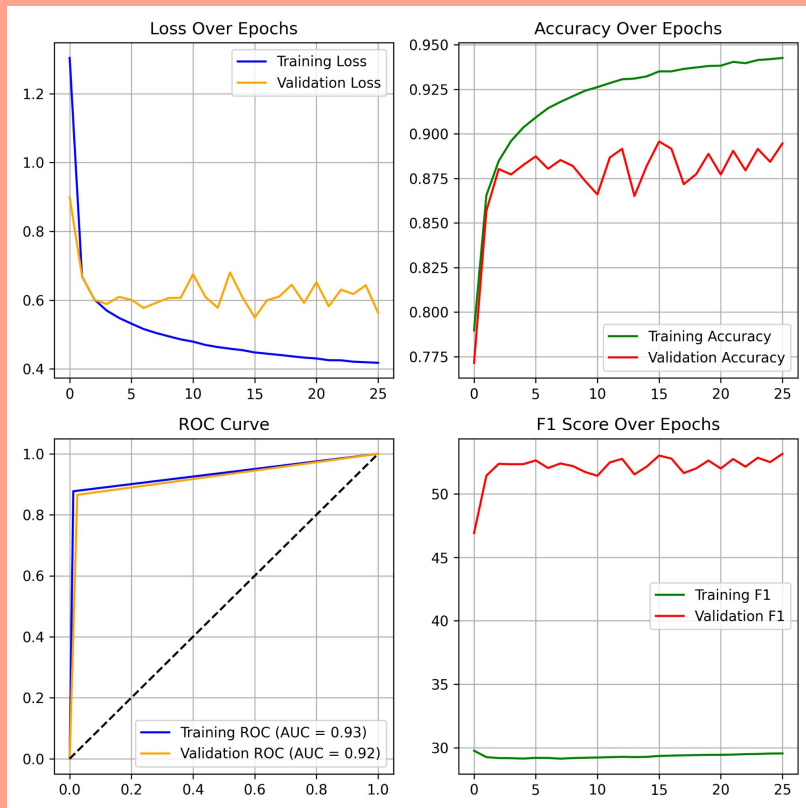 Loss Over Epochs
Training Loss
Validation Loss
1.2
1.0
0.8
0.6
0.4
0 5 10 15 20 25
Accuracy Over Epochs
0.950
0.925
0.900
0.875
0.850
0.825
0.800
0.775
Training Accuracy
Validation Accuracy
0 5 10 15 20 25
ROC Curve
1.0
0.8
0.6
0.4
0.2
0.0
Training ROC (AUC = 0.93)
Validation ROC (AUC = 0.92)
0.0 0.2 0.4 0.6 0.8 1.0
F1 Score Over Epochs
50
45
40
35
30
Training F1
Validation F1
0 5 10 15 20 25